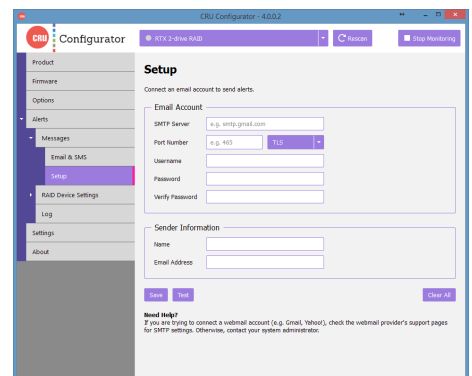 CRU Configurator - 4.0.0.2
CRU Configurator
RTX 2-drive RAID
Rescan
Stop Monitoring
Product
Firmware
Options
Alerts
Messages
Email & SMS
Setup
RAID Device Settings
Log
Settings
About
Setup
Connect an email account to send alerts.
Email Account
SMTP Server e.g. smtp.gmail.com
Port Number e.g. 465 TLS
Username
Password
Verify Password
Sender Information
Name
Email Address
Save Test Clear All
Need Help?
If you are trying to connect a webmail account (e.g. Gmail, Yahoo!), check the webmail provider's support pages
for SMTP settings. Otherwise, contact your system administrator.